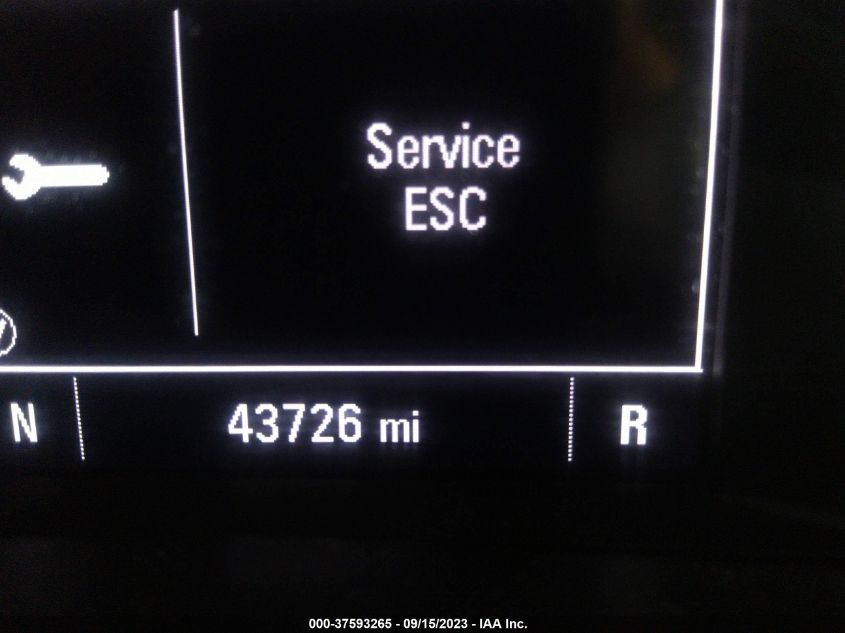 Service
ESC
N 43726 mi R
000-37593265 - 09/15/2023 - IAA Inc.